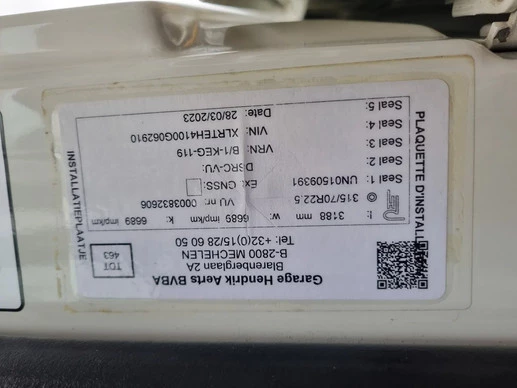 PLAQUETTE D'INSTALL
INSTALLATIEPLAATJE
TOT
463
Garage Hendrik Aerts BVBA
Blarenberglaan 2A
B-2800 MECHELEN
Tel: +32(0)15/28 60 50
l: 3188 mm w: 6689 imp/km k: 6689 imp/km
315/70R22.5 VU nr: 000382606
Seal 1: UN01509391 Ex: CNSS:
Seal 2: DSRC-VU:
Seal 3: VRN: B/1-KEG-119
Seal 4: VIN: XLRTEH4100G062910
Seal 5: Date: 28/03/2023